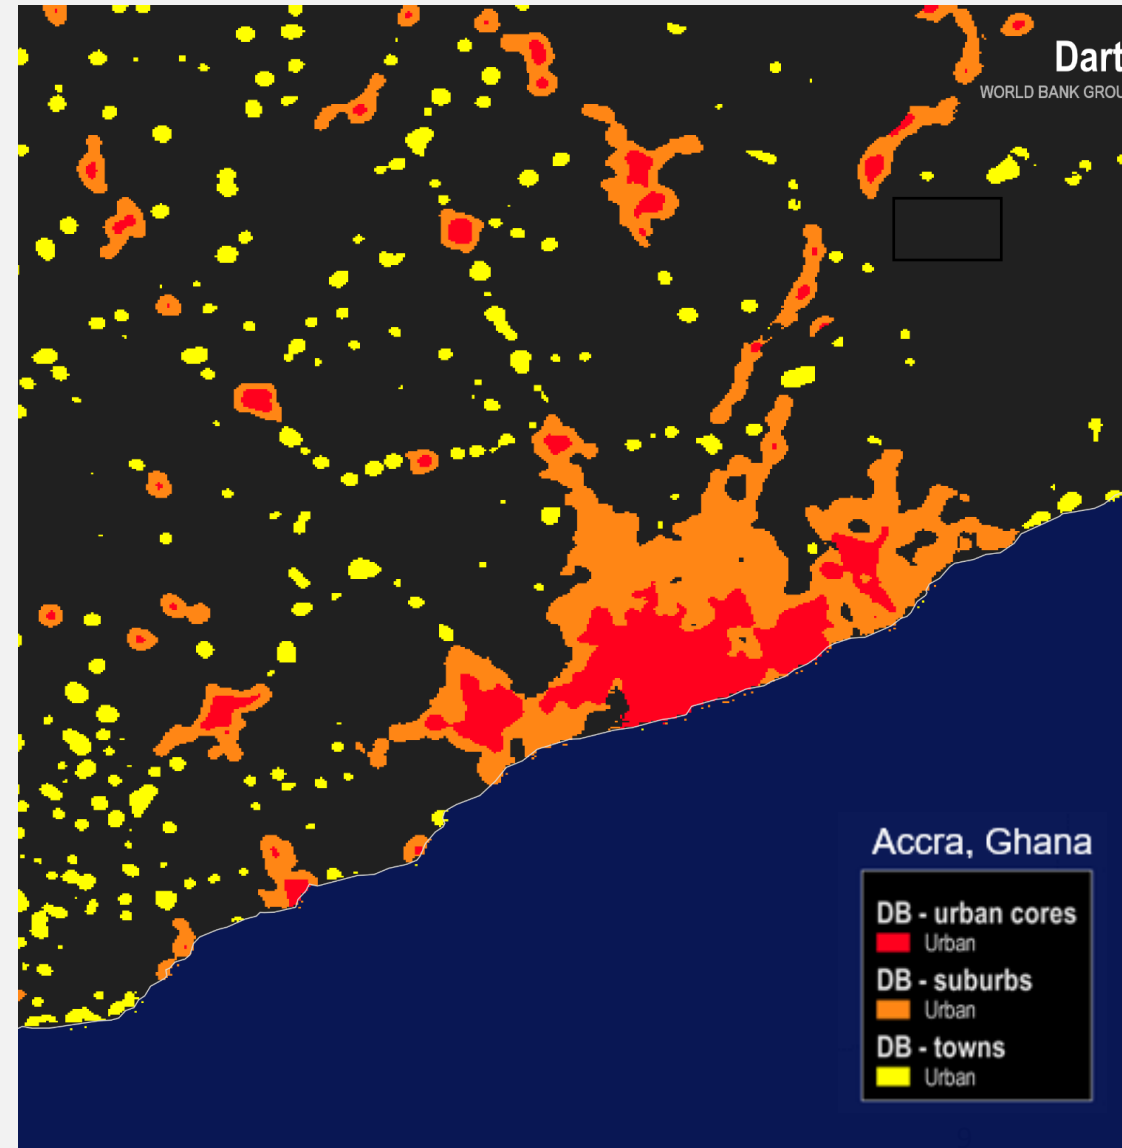 Dart
WORLD BANK GROU
Accra, Ghana
DB - urban cores
Urban
DB - suburbs
Urban
DB - towns
Urban